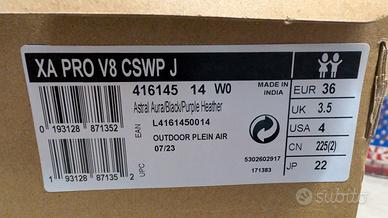 XA PRO V8 CSWP J
416145 14 W0
Astral Aura/Black/Purple Heather
EAN
L4161450014
OUTDOOR PLEIN AIR
07/23
UPC
0 193128 871352
1 93128 87135 2
MADE IN
INDIA
5302602917
171383
EUR 36
UK 3.5
USA 4
CN 225(2)
JP 22
subito